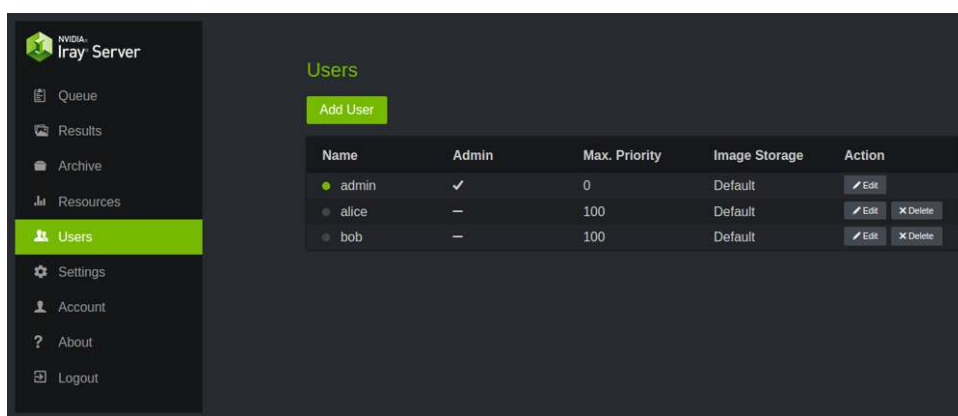 NVIDIA®
Iray® Server
Queue
Results
Archive
Resources
Users
Settings
Account
? About
Logout
Users
Add User
Name Admin Max. Priority Image Storage Action
admin ✓ 0 Default Edit
alice – 100 Default Edit × Delete
bob – 100 Default Edit × Delete